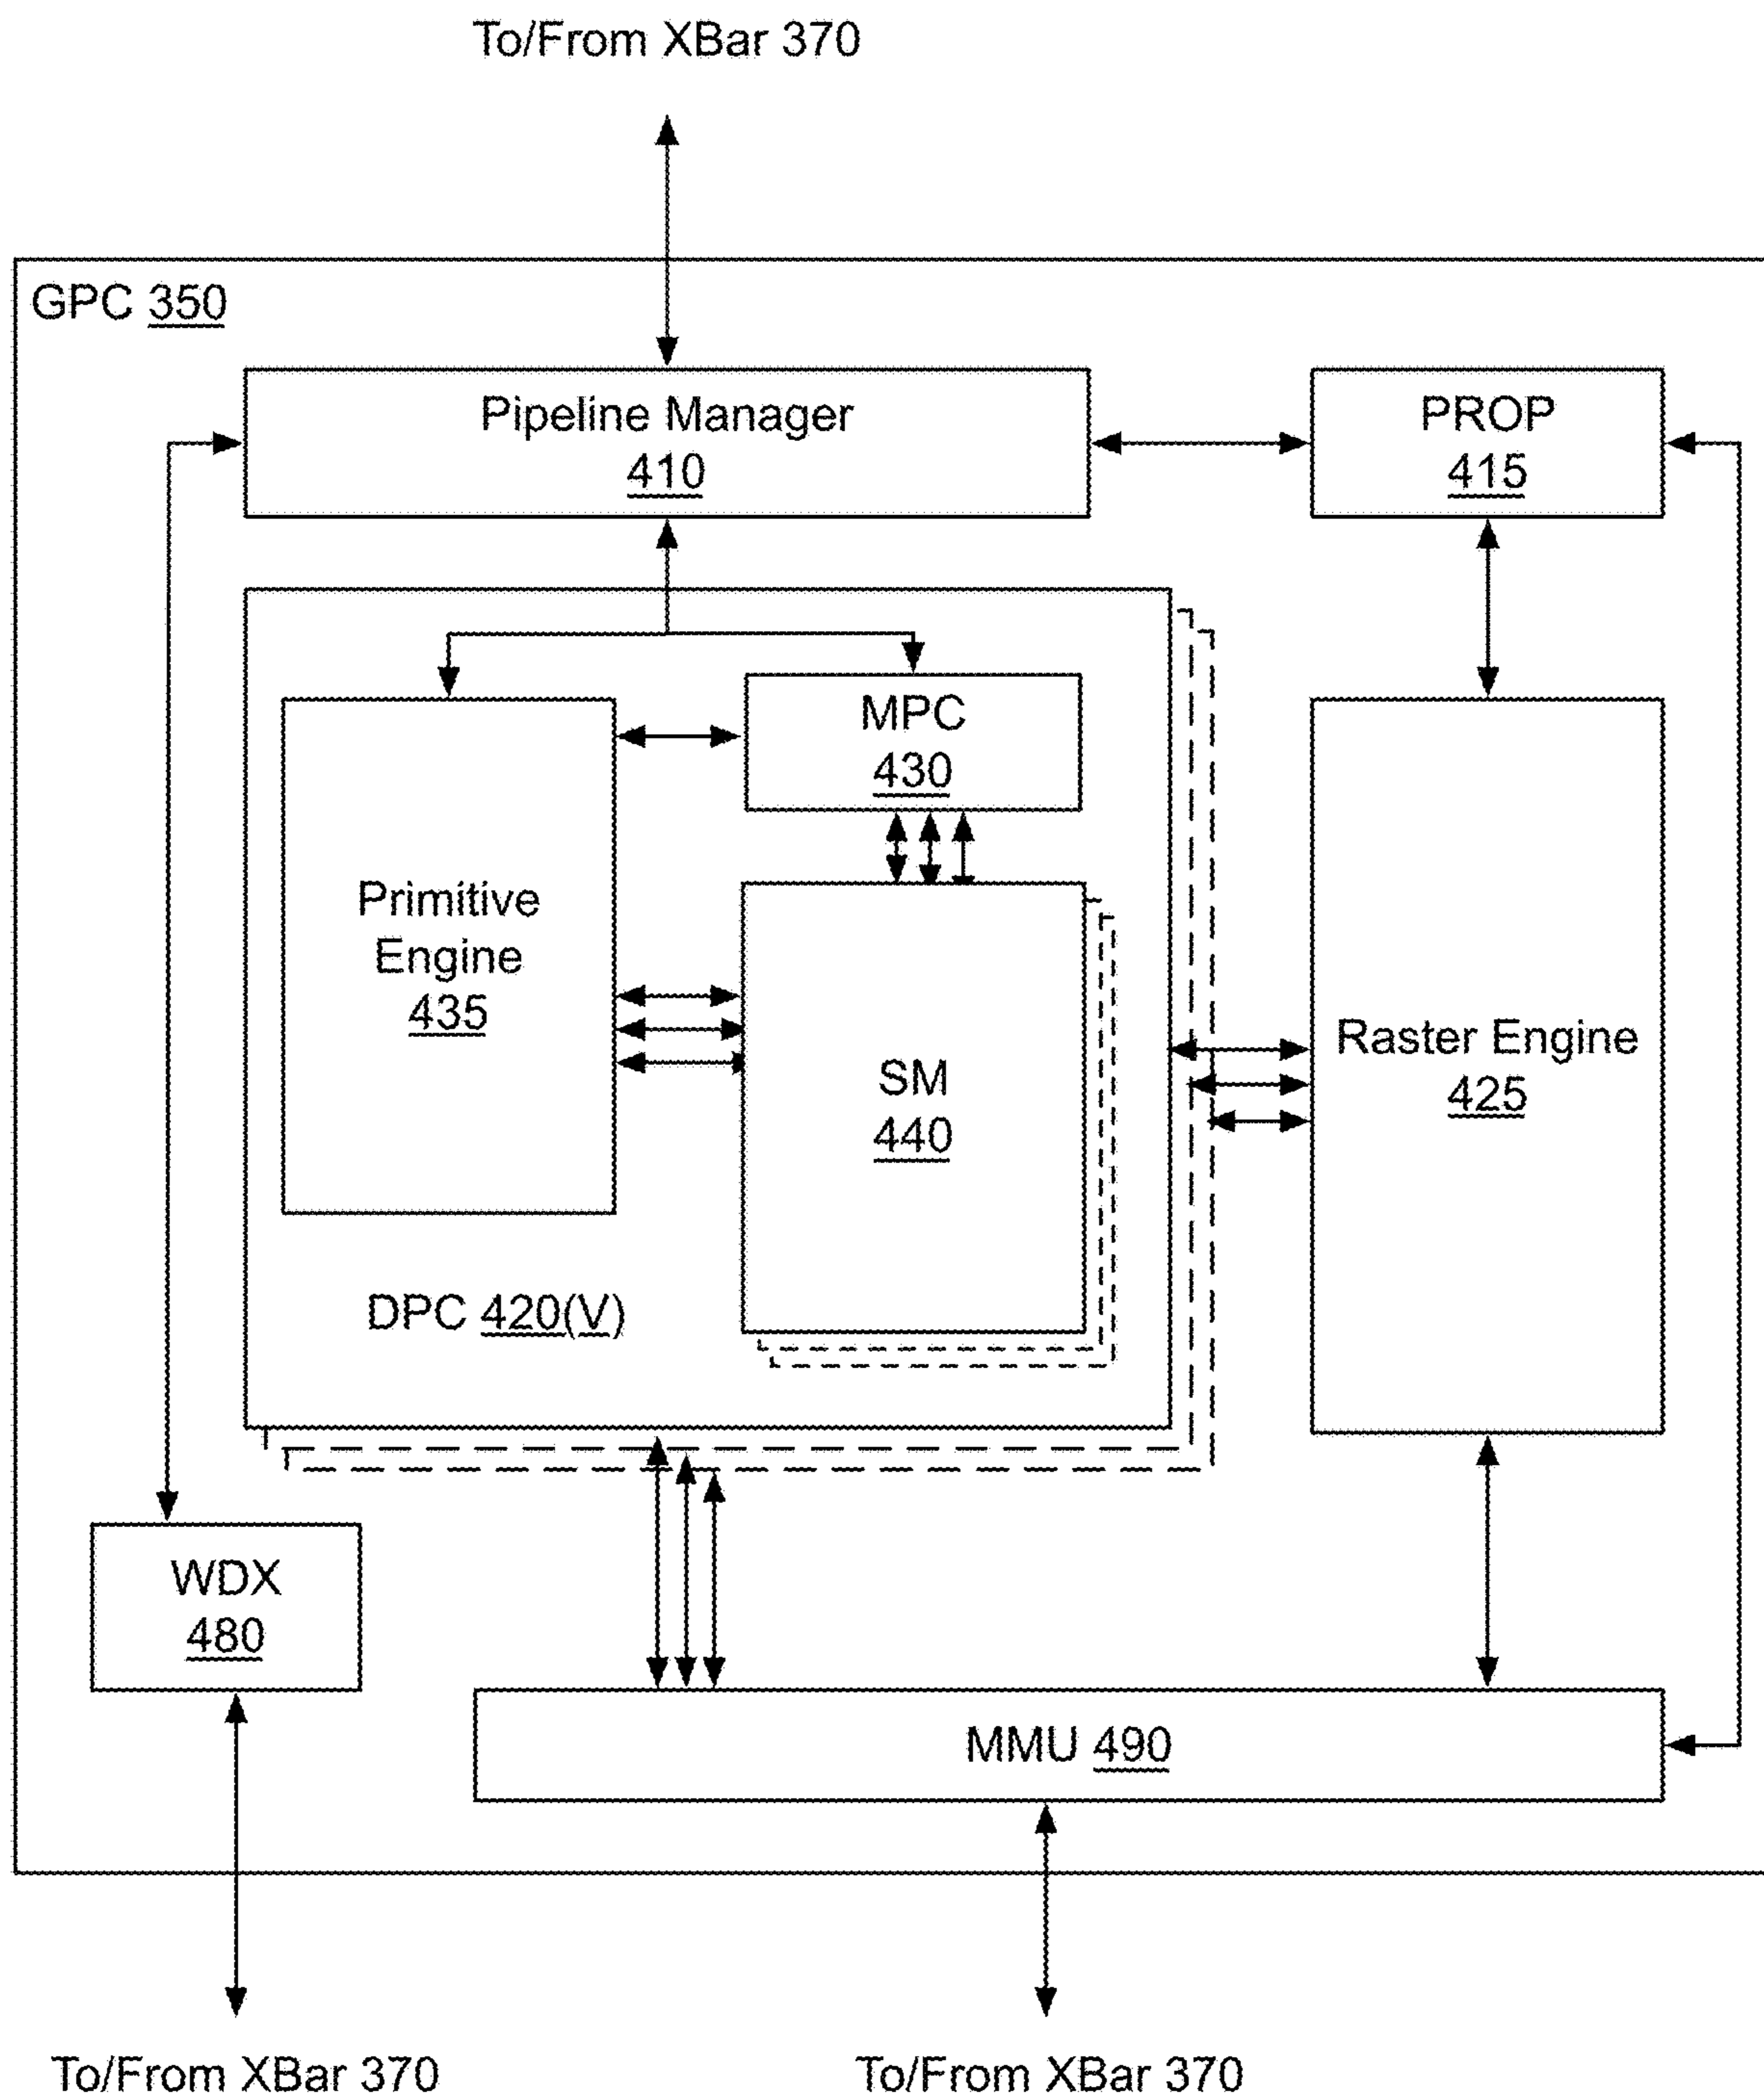 To/From XBar 370
GPC 350
Pipeline Manager
410
PROP
415
MPC
430
Primitive
Engine
435
SM
440
Raster Engine
425
DPC 420(V)
WDX
480
MMU 490
To/From XBar 370
To/From XBar 370